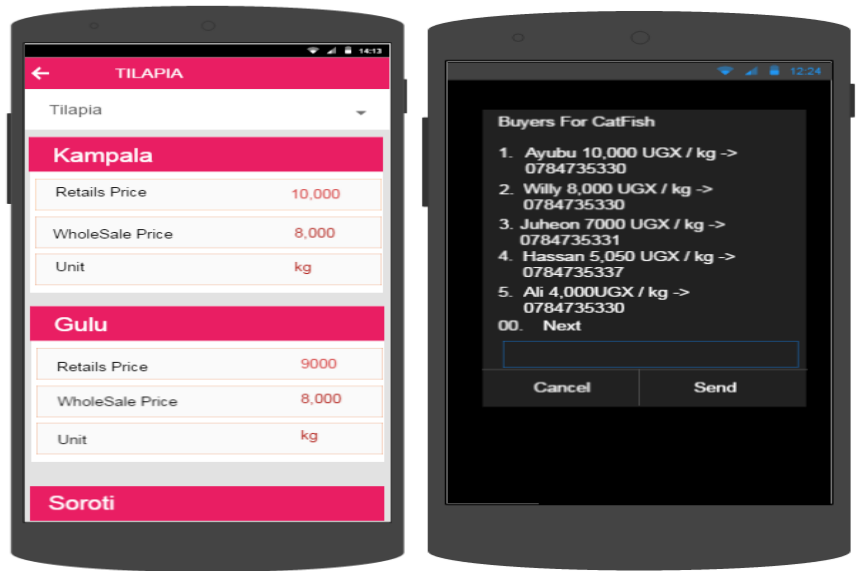 14:13
TILAPIA
Tilapia
Kampala
Retails Price 10,000
WholeSale Price 8,000
Unit kg
Gulu
Retails Price 9000
WholeSale Price 8,000
Unit kg
Soroti
12:24
Buyers For CatFish
1. Ayubu 10,000 UGX / kg ->
0784735330
2. Willy 8,000 UGX / kg ->
0784735330
3. Juheon 7000 UGX / kg ->
0784735331
4. Hassan 5,050 UGX / kg ->
0784735337
5. Ali 4,000UGX / kg ->
0784735330
00. Next
Cancel Send